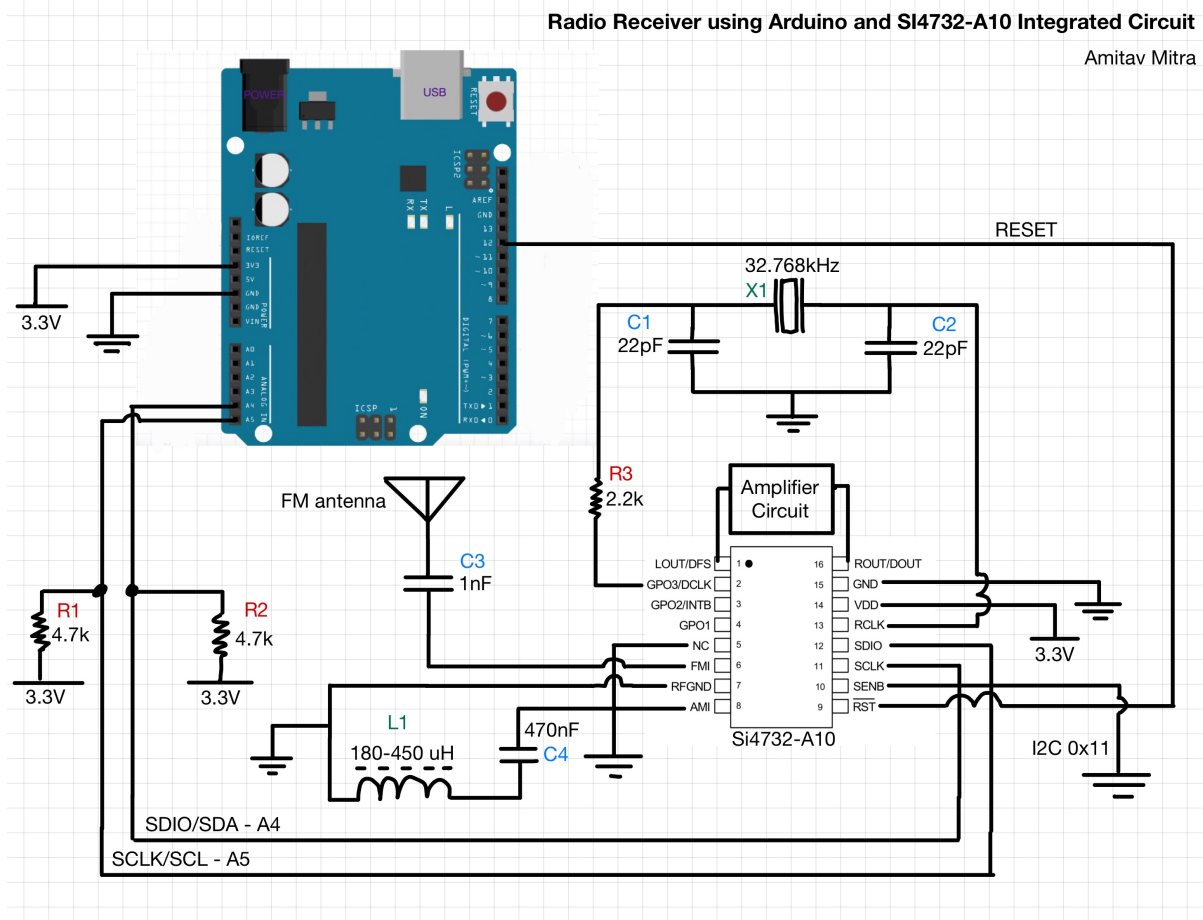 Radio Receiver using Arduino and SI4732-A10 Integrated Circuit
Amitav Mitra
POWER
USB
RESET
ICSP2
AREF
GND
13
12
~11
~10
~9
8
RX
TX
L
IOREF
RESET
3V3
5V
GND
GND
VIN
POWER
7
~6
~5
4
~3
2
TXD▶1
RXD◀0
DIGITAL (PWM~)
A0
A1
A2
A3
A4
A5
ANALOG IN
ICSP
1
ON
3.3V
RESET
32.768kHz
X1
C1
22pF
C2
22pF
R3
2.2k
FM antenna
C3
1nF
Amplifier
Circuit
LOUT/DFS
1
16
ROUT/DOUT
GPO3/DCLK
2
15
GND
GPO2/INTB
3
14
VDD
GPO1
4
13
RCLK
NC
5
12
SDIO
FMI
6
11
SCLK
RFGND
7
10
SENB
AMI
8
9
RST
Si4732-A10
3.3V
R1
4.7k
3.3V
R2
4.7k
3.3V
L1
180-450 uH
470nF
C4
I2C 0x11
SDIO/SDA - A4
SCLK/SCL - A5